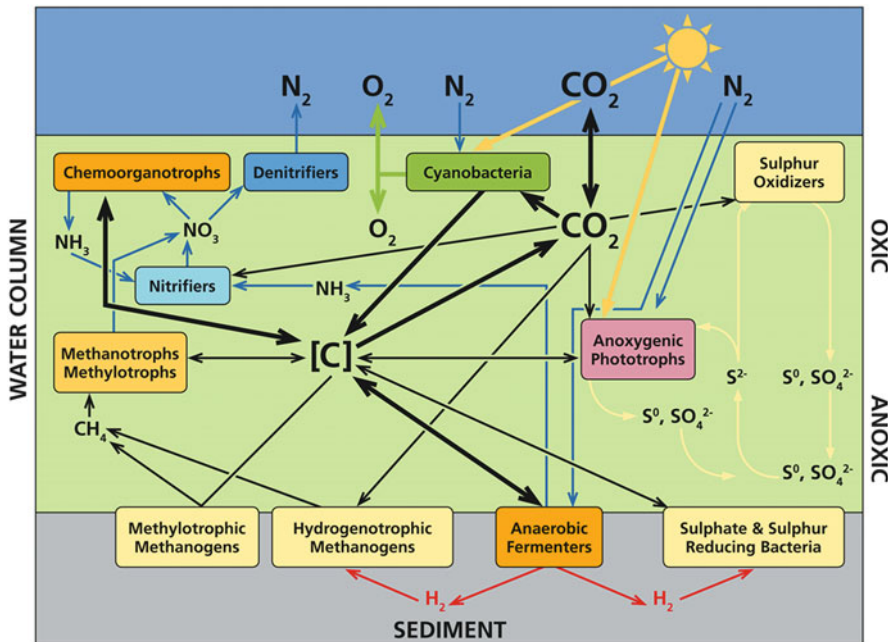 N₂
O₂
N₂
CO₂
N₂
Chemoorganotrophs
Denitrifiers
Cyanobacteria
Sulphur
Oxidizers
NH₃
NO₃
O₂
CO₂
Nitrifiers
NH₃
WATER COLUMN
OXIC
Methanotrophs
Methylotrophs
[C]
Anoxygenic
Phototrophs
S²⁻
S⁰, SO₄²⁻
CH₄
S⁰, SO₄²⁻
ANOXIC
S⁰, SO₄²⁻
Methylotrophic
Methanogens
Hydrogenotrophic
Methanogens
Anaerobic
Fermenters
Sulphate & Sulphur
Reducing Bacteria
H₂
H₂
SEDIMENT